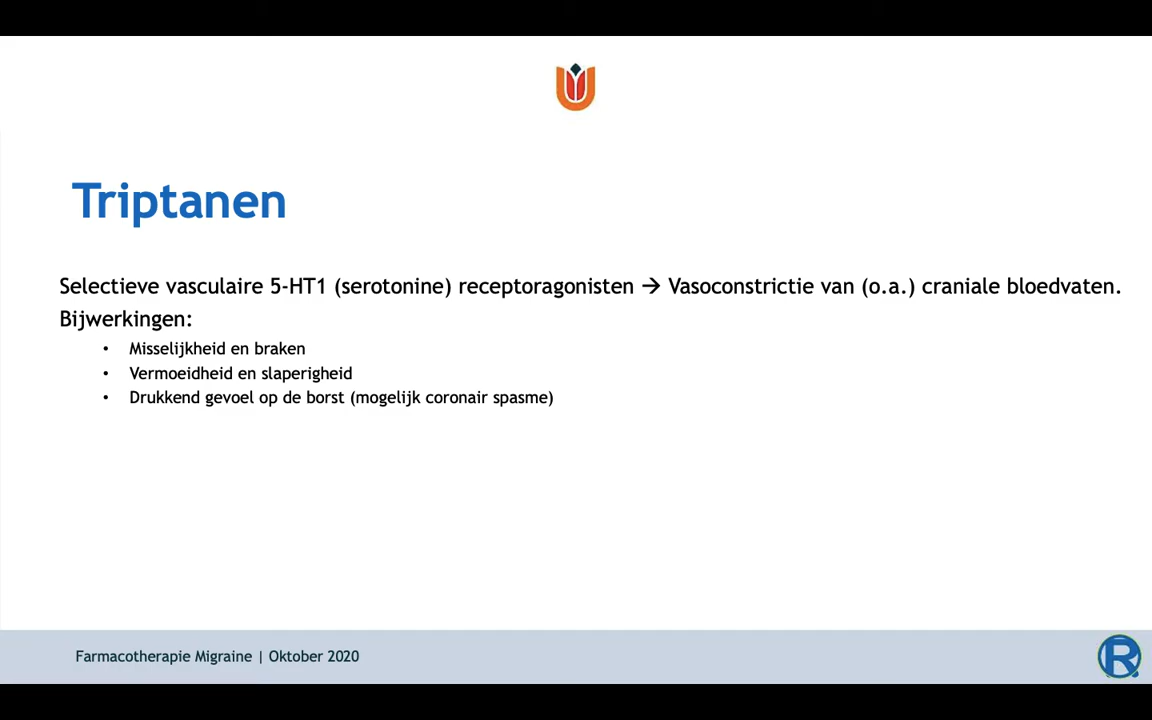 Triptanen
Selectieve vasculaire 5-HT1 (serotonine) receptoragonisten → Vasoconstrictie van (o.a.) craniale bloedvaten.
Bijwerkingen:
• Misselijkheid en braken
• Vermoeidheid en slaperigheid
• Drukkend gevoel op de borst (mogelijk coronair spasme)
Farmacotherapie Migraine | Oktober 2020
R